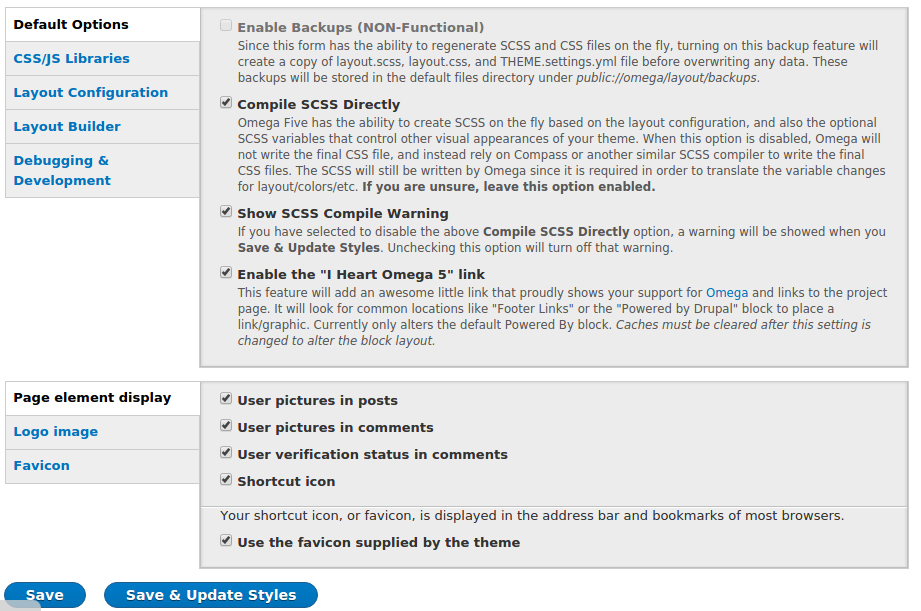 Default Options
CSS/JS Libraries
Layout Configuration
Layout Builder
Debugging &
Development
Enable Backups (NON-Functional)
Since this form has the ability to regenerate SCSS and CSS files on the fly, turning on this backup feature will
create a copy of layout.scss, layout.css, and THEME.settings.yml file before overwriting any data. These
backups will be stored in the default files directory under public://omega/layout/backups.
Compile SCSS Directly
Omega Five has the ability to create SCSS on the fly based on the layout configuration, and also the optional
SCSS variables that control other visual appearances of your theme. When this option is disabled, Omega will
not write the final CSS file, and instead rely on Compass or another similar SCSS compiler to write the final
CSS files. The SCSS will still be written by Omega since it is required in order to translate the variable changes
for layout/colors/etc. If you are unsure, leave this option enabled.
Show SCSS Compile Warning
If you have selected to disable the above Compile SCSS Directly option, a warning will be showed when you
Save & Update Styles. Unchecking this option will turn off that warning.
Enable the "I Heart Omega 5" link
This feature will add an awesome little link that proudly shows your support for Omega and links to the project
page. It will look for common locations like "Footer Links" or the "Powered by Drupal" block to place a
link/graphic. Currently only alters the default Powered By block. Caches must be cleared after this setting is
changed to alter the block layout.
Page element display
Logo image
Favicon
User pictures in posts
User pictures in comments
User verification status in comments
Shortcut icon
Your shortcut icon, or favicon, is displayed in the address bar and bookmarks of most browsers.
Use the favicon supplied by the theme
Save
Save & Update Styles